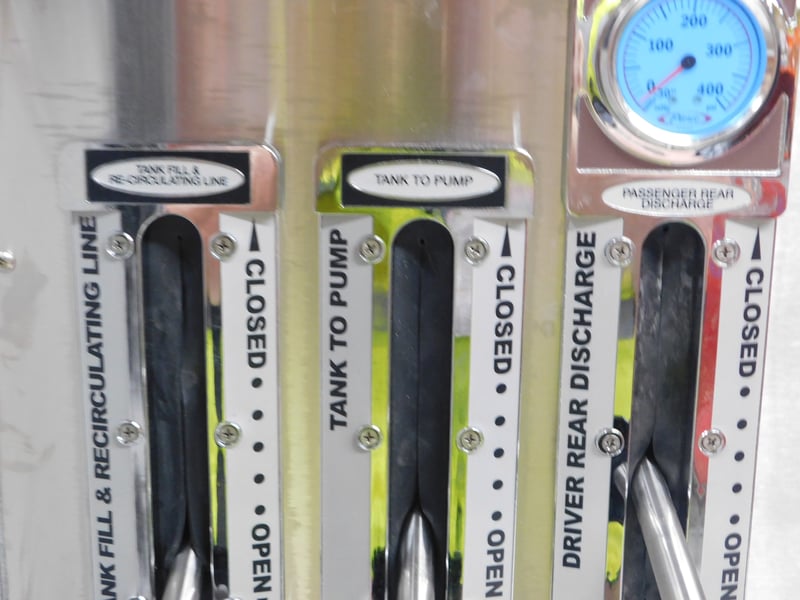 200
100
300
0
400
TANK FILL &
RE-CIRCULATING LINE
TANK TO PUMP
PASSENGER REAR
DISCHARGE
ANK FILL & RECIRCULATING LINE
CLOSED
OPEN
TANK TO PUMP
CLOSED
OPEN
DRIVER REAR DISCHARGE
CLOSED
OPEN